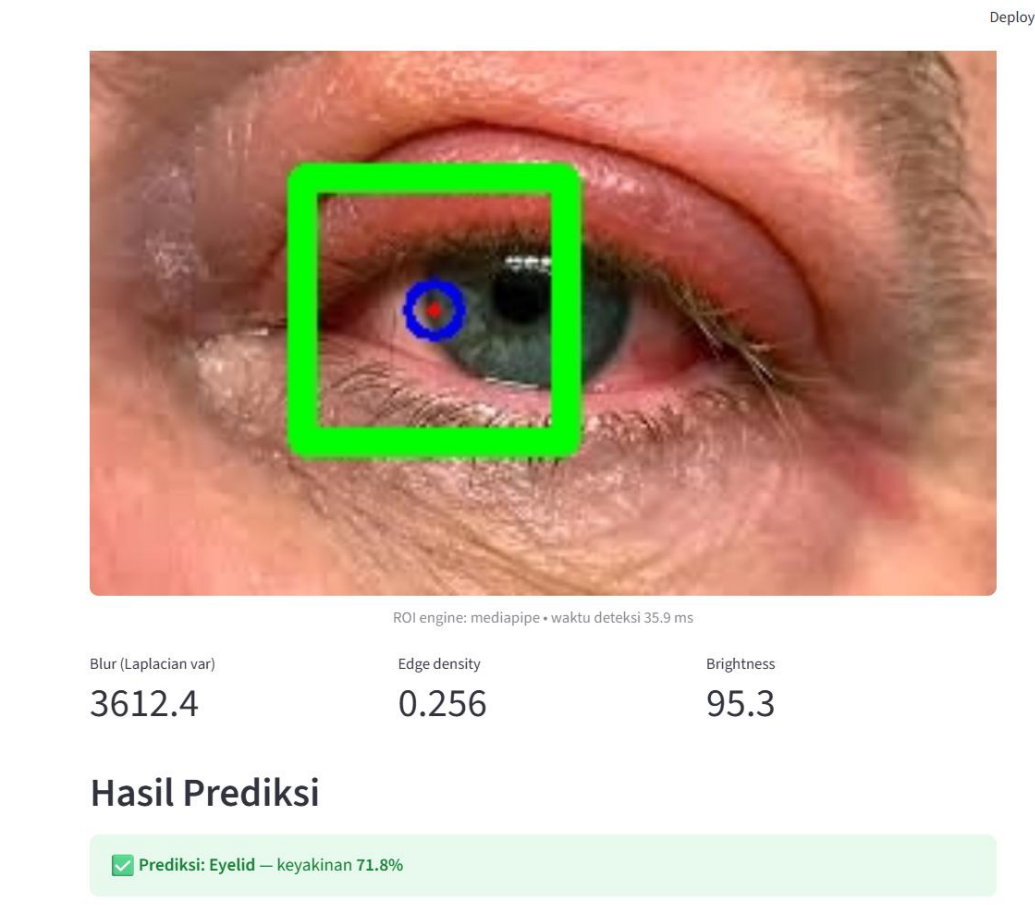 Deploy
ROI engine: mediapipe • waktu deteksi 35.9 ms
Blur (Laplacian var)
Edge density
Brightness
3612.4
0.256
95.3
Hasil Prediksi
✅ Prediksi: Eyelid — keyakinan 71.8%